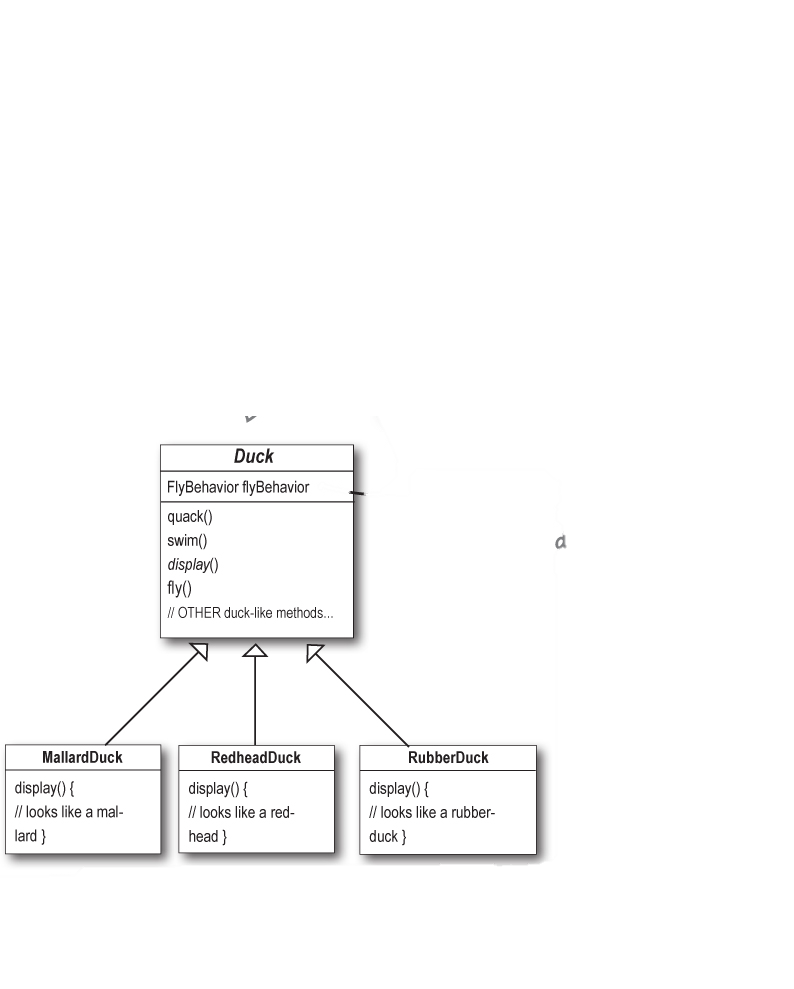 Duck
FlyBehavior flyBehavior
quack()
swim()
display()
fly()
// OTHER duck-like methods...
MallardDuck
display() {
// looks like a mal-
lard }
RedheadDuck
display() {
// looks like a red-
head }
RubberDuck
display() {
// looks like a rubber-
duck }
a